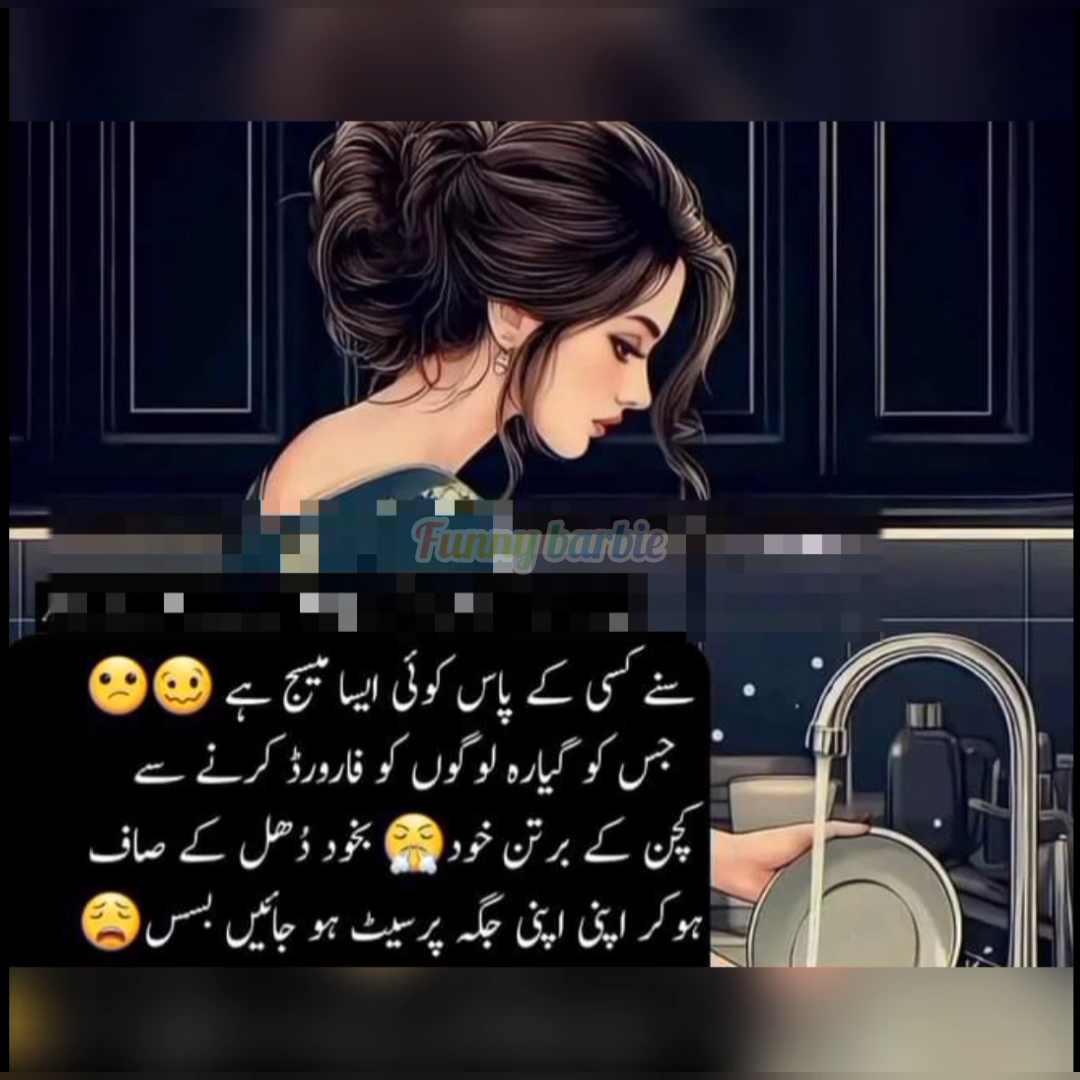 Funny barbie
سنے کسی کے پاس کوئی ایسا میسج ہے 🥴😕
جس کو گیارہ لوگوں کو فارورڈ کرنے سے
کچن کے برتن خود😤 بخود دُھل کے صاف
ہو کر اپنی اپنی جگہ پر سیٹ ہو جائیں بسس😩